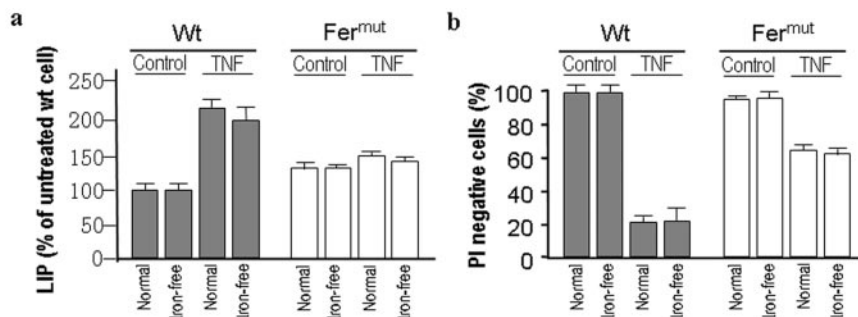 a
Wt Fer^mut
Control TNF Control TNF
LIP (% of untreated wt cell)
250
200
150
100
50
0
Normal Iron-free Normal Iron-free Normal Iron-free Normal Iron-free
b
Wt Fer^mut
Control TNF Control TNF
PI negative cells (%)
100
80
60
40
20
0
Normal Iron-free Normal Iron-free Normal Iron-free Normal Iron-free